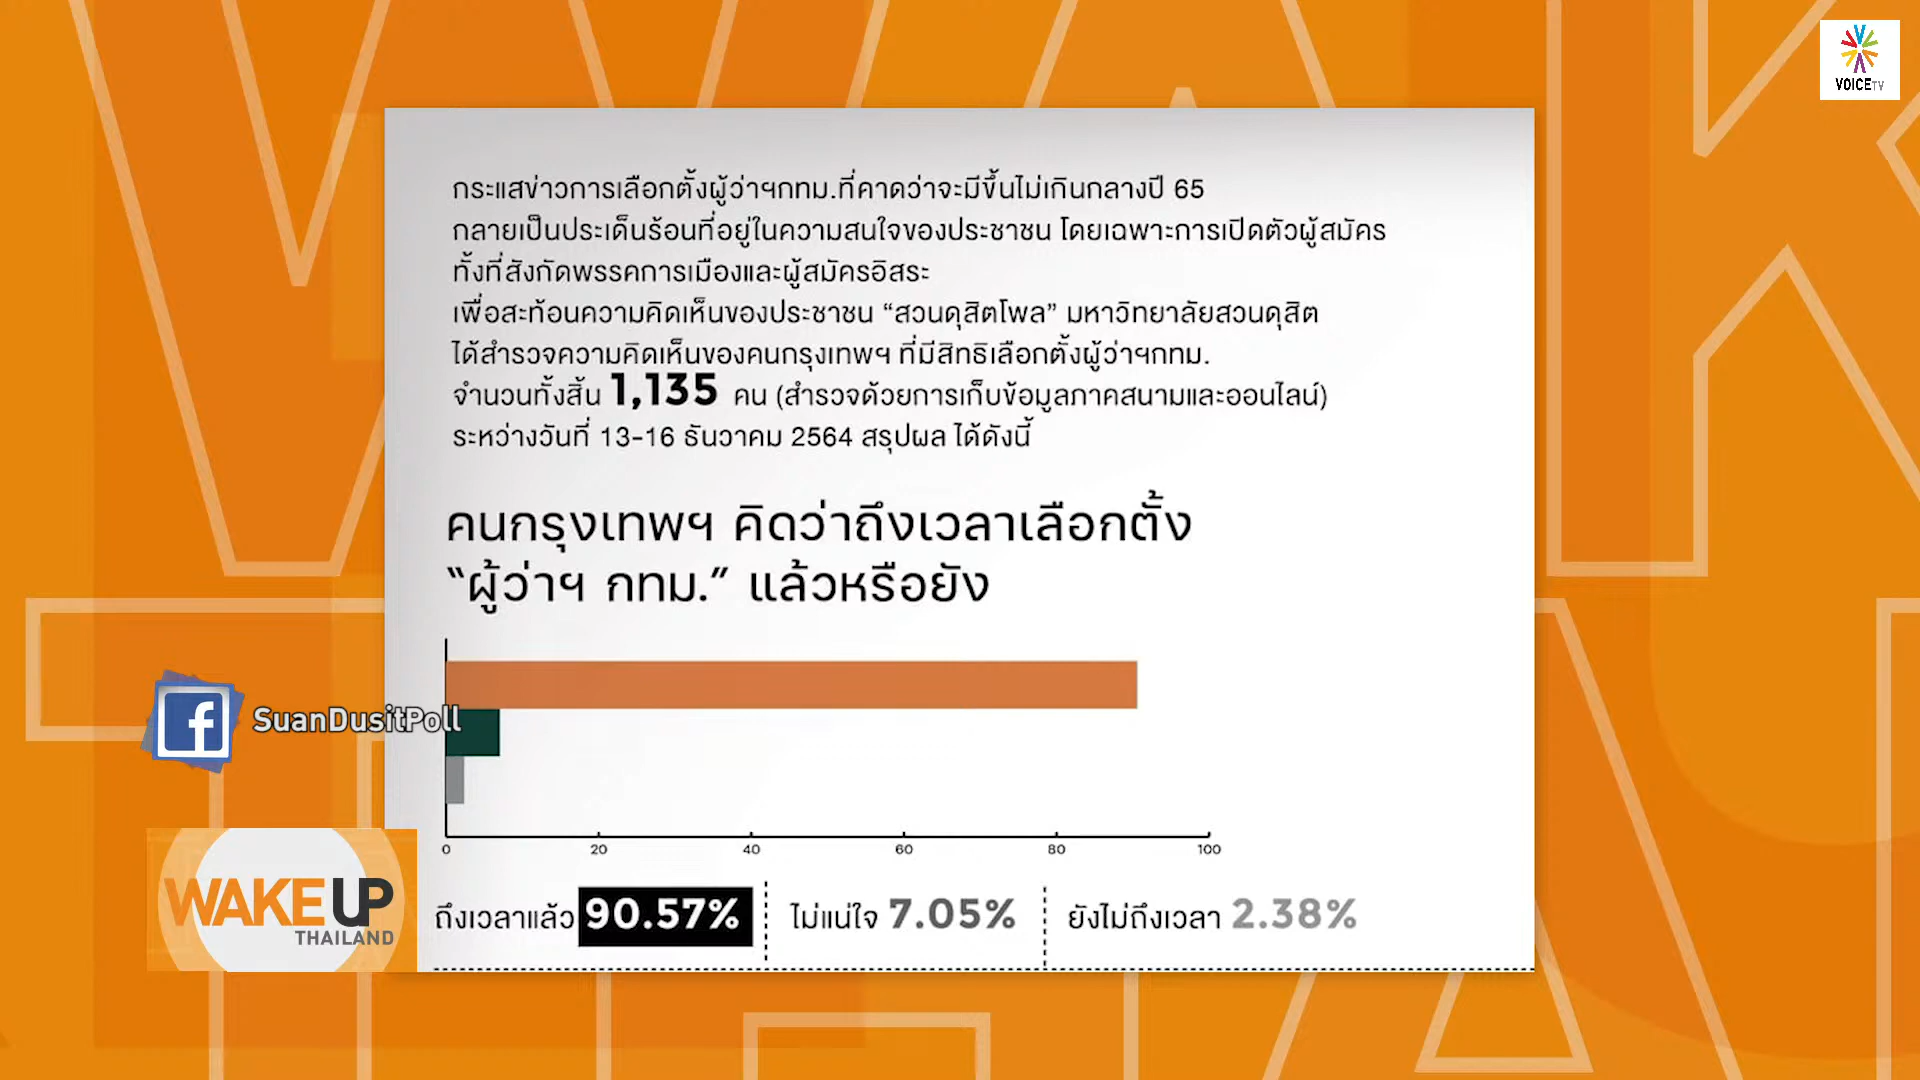 VOICETV
กระแสข่าวการเลือกตั้งผู้ว่าฯกทม.ที่คาดว่าจะมีขึ้นไม่เกินกลางปี 65
กลายเป็นประเด็นร้อนที่อยู่ในความสนใจของประชาชน โดยเฉพาะการเปิดตัวผู้สมัคร
ทั้งที่สังกัดพรรคการเมืองและผู้สมัครอิสระ
เพื่อสะท้อนความคิดเห็นของประชาชน “สวนดุสิตโพล” มหาวิทยาลัยสวนดุสิต
ได้สำรวจความคิดเห็นของคนกรุงเทพฯ ที่มีสิทธิเลือกตั้งผู้ว่าฯกทม.
จำนวนทั้งสิ้น 1,135 คน (สำรวจด้วยการเก็บข้อมูลภาคสนามและออนไลน์)
ระหว่างวันที่ 13-16 ธันวาคม 2564 สรุปผล ได้ดังนี้
คนกรุงเทพฯ คิดว่าถึงเวลาเลือกตั้ง
“ผู้ว่าฯ กทม.” แล้วหรือยัง
SuanDusitPoll
0 20 40 60 80 100
ถึงเวลาแล้ว 90.57% ไม่แน่ใจ 7.05% ยังไม่ถึงเวลา 2.38%
WAKE UP
THAILAND